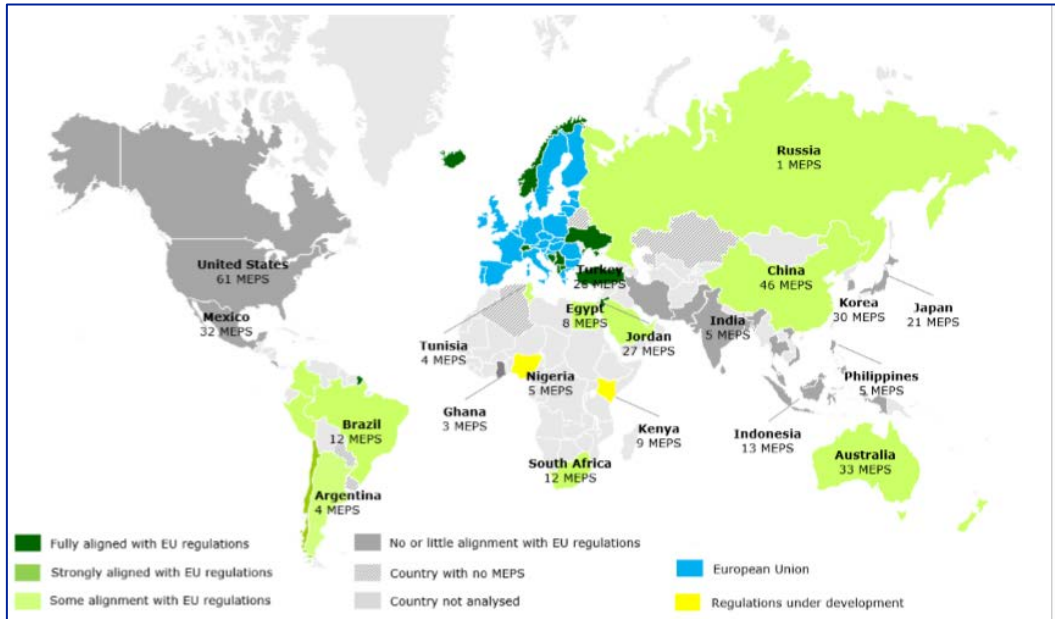 Russia
1 MEPS
United States
61 MEPS
Turkey
28 MEPS
China
46 MEPS
Mexico
32 MEPS
Egypt
8 MEPS
India
5 MEPS
Korea
30 MEPS
Japan
21 MEPS
Tunisia
4 MEPS
Jordan
27 MEPS
Nigeria
5 MEPS
Philippines
5 MEPS
Ghana
3 MEPS
Kenya
9 MEPS
Brazil
12 MEPS
Indonesia
13 MEPS
South Africa
12 MEPS
Australia
33 MEPS
Argentina
4 MEPS
Fully aligned with EU regulations
Strongly aligned with EU regulations
Some alignment with EU regulations
No or little alignment with EU regulations
Country with no MEPS
Country not analysed
European Union
Regulations under development